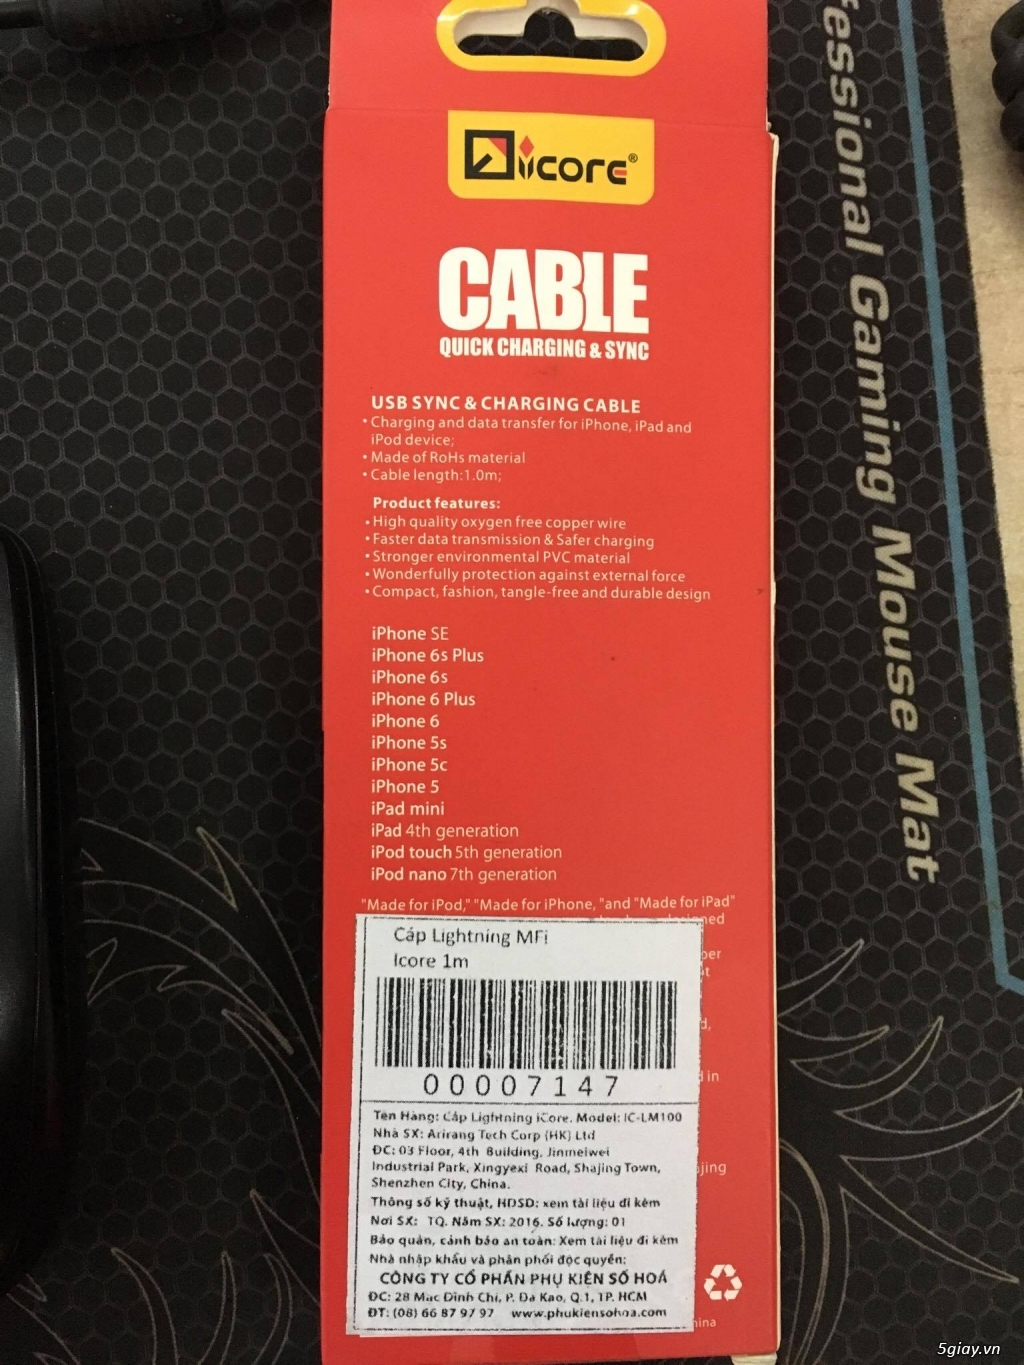 icore®
CABLE
QUICK CHARGING & SYNC
USB SYNC & CHARGING CABLE
• Charging and data transfer for iPhone, iPad and
iPod device;
• Made of RoHs material
• Cable length:1.0m;
Product features:
• High quality oxygen free copper wire
• Faster data transmission & Safer charging
• Stronger environmental PVC material
• Wonderfully protection against external force
• Compact, fashion, tangle-free and durable design
iPhone SE
iPhone 6s Plus
iPhone 6s
iPhone 6 Plus
iPhone 6
iPhone 5s
iPhone 5c
iPhone 5
iPad mini
iPad 4th generation
iPod touch 5th generation
iPod nano 7th generation
"Made for iPod," "Made for iPhone, "and "Made for iPad"
Cáp Lightning MFi
Icore 1m
00007147
Tên Hàng: Cáp Lightning iCore. Model: IC-LM100
Nhà SX: Arirang Tech Corp (HK) Ltd
ĐC: 03 Floor, 4th Building, Jinmeiwei
Industrial Park, Xingyexi Road, Shajing Town,
Shenzhen City, China.
Thông số kỹ thuật, HDSD: xem tài liệu đi kèm
Nơi SX: TQ. Năm SX: 2016. Số lượng: 01
Bảo quản, cảnh báo an toàn: Xem tài liệu đi kèm
Nhà nhập khẩu và phân phối độc quyền:
CÔNG TY CỔ PHẦN PHỤ KIỆN SỐ HOÁ
ĐC: 28 Mạc Đĩnh Chi, P. Đa Kao, Q.1, TP. HCM
ĐT: (08) 66 87 97 97 www.phukiensohoa.com
essional Gaming Mouse Mat
5giay.vn